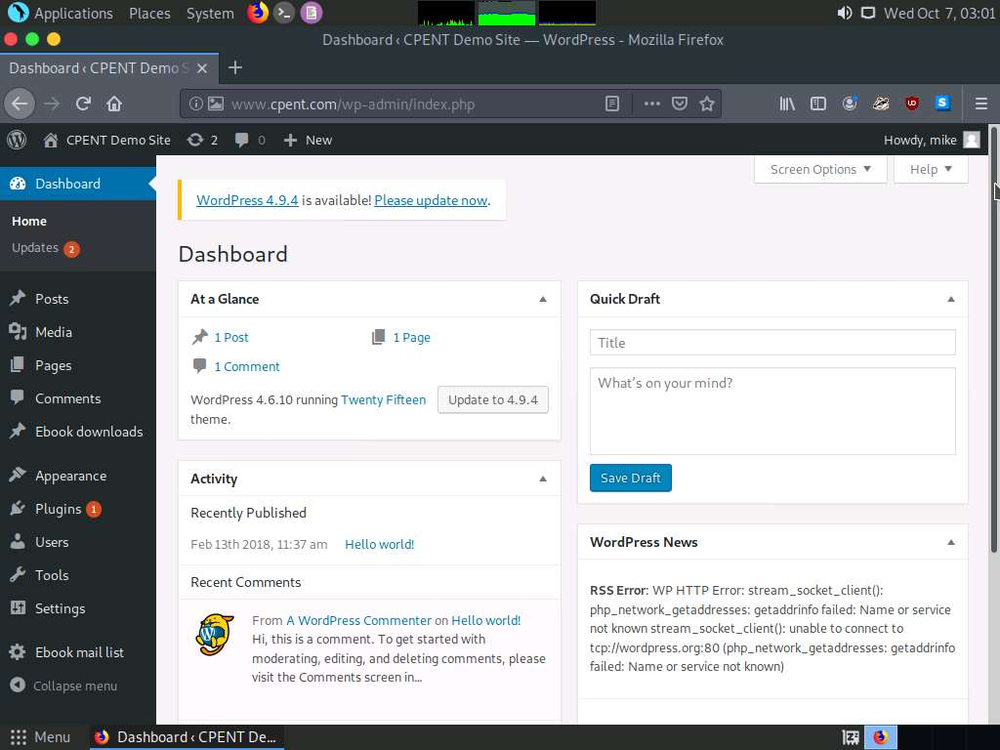 Applications Places System Wed Oct 7, 03:01
Dashboard ‹ CPENT Demo Site — WordPress - Mozilla Firefox
Dashboard ‹ CPENT Demo S
www.cpent.com/wp-admin/index.php
CPENT Demo Site 2 0 New Howdy, mike
Dashboard
Home
Updates 2
Posts
Media
Pages
Comments
Ebook downloads
Appearance
Plugins 1
Users
Tools
Settings
Ebook mail list
Collapse menu
Screen Options Help
WordPress 4.9.4 is available! Please update now.
Dashboard
At a Glance
1 Post 1 Page
1 Comment
WordPress 4.6.10 running Twenty Fifteen
theme.
Update to 4.9.4
Activity
Recently Published
Feb 13th 2018, 11:37 am Hello world!
Recent Comments
From A WordPress Commenter on Hello world!
Hi, this is a comment. To get started with
moderating, editing, and deleting comments, please
visit the Comments screen in...
Quick Draft
Title
What's on your mind?
Save Draft
WordPress News
RSS Error: WP HTTP Error: stream_socket_client():
php_network_getaddresses: getaddrinfo failed: Name or service
not known stream_socket_client(): unable to connect to
tcp://wordpress.org:80 (php_network_getaddresses: getaddrinfo
failed: Name or service not known)
Menu Dashboard ‹ CPENT De...